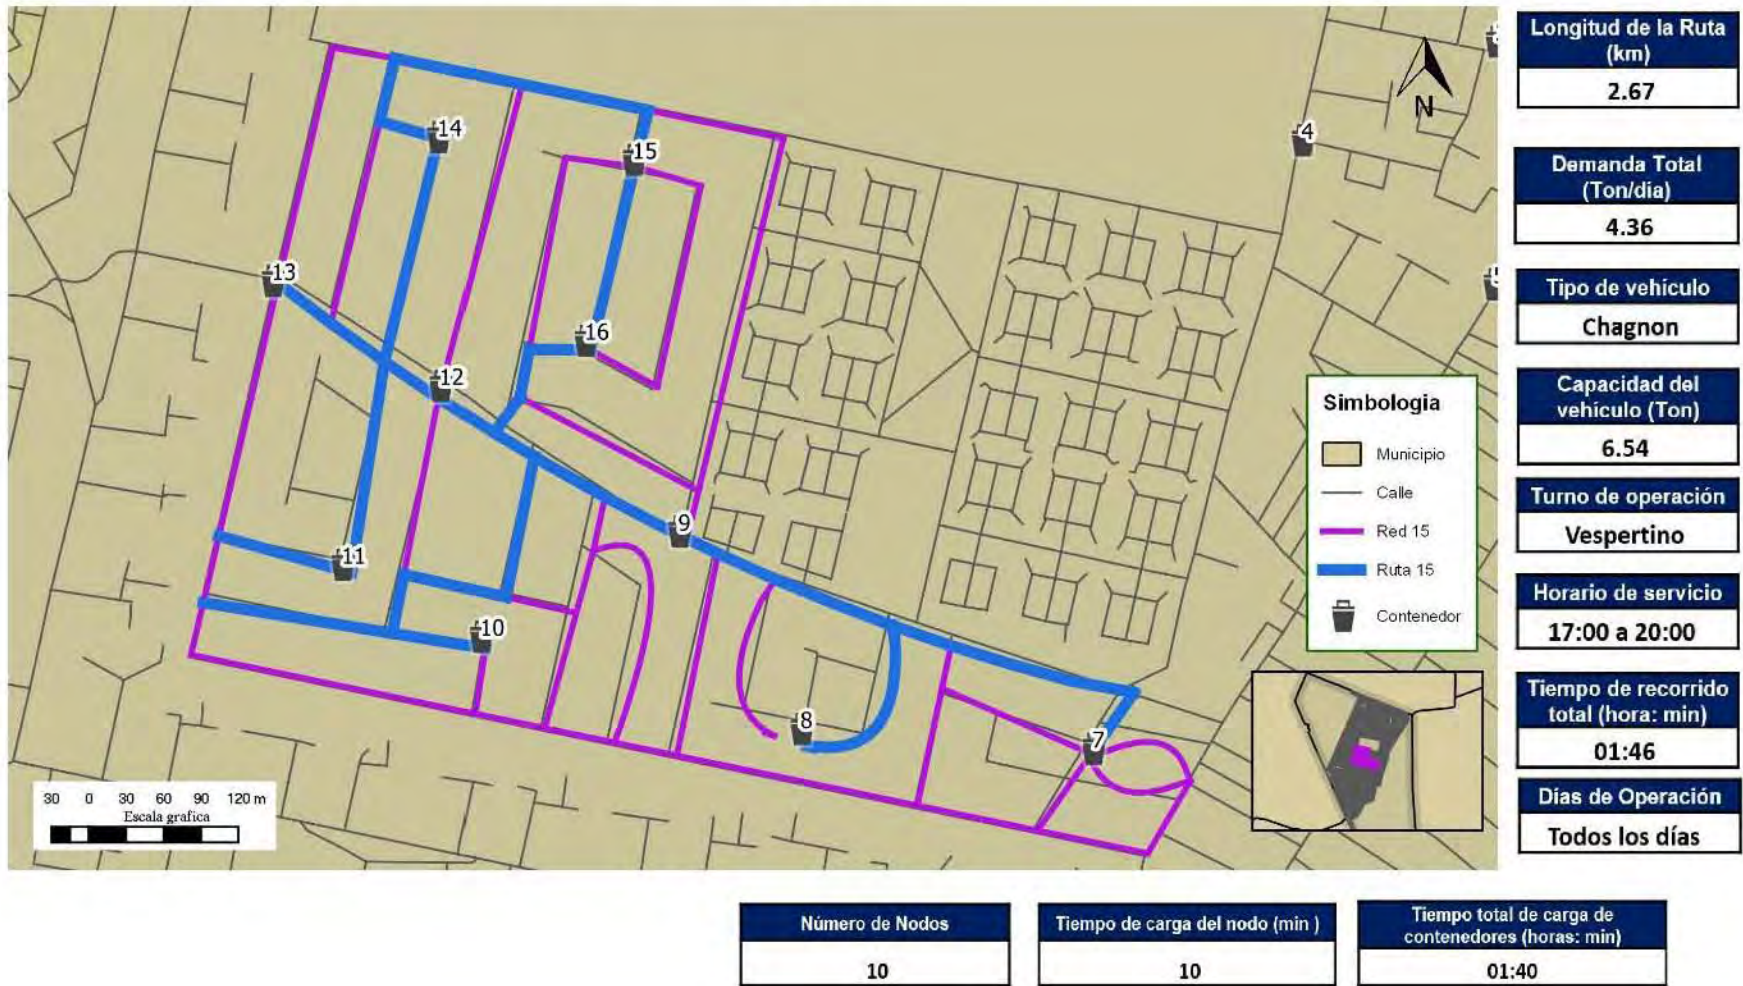 14
15
4
13
16
12
9
11
10
8
7
N
Simbologia
Municipio
Calle
Red 15
Ruta 15
Contenedor
30 0 30 60 90 120 m
Escala grafica
Longitud de la Ruta
(km)
2.67
Demanda Total
(Ton/dia)
4.36
Tipo de vehiculo
Chagnon
Capacidad del
vehículo (Ton)
6.54
Turno de operación
Vespertino
Horario de servicio
17:00 a 20:00
Tiempo de recorrido
total (hora: min)
01:46
Días de Operación
Todos los días
Número de Nodos
10
Tiempo de carga del nodo (min )
10
Tiempo total de carga de
contenedores (horas: min)
01:40